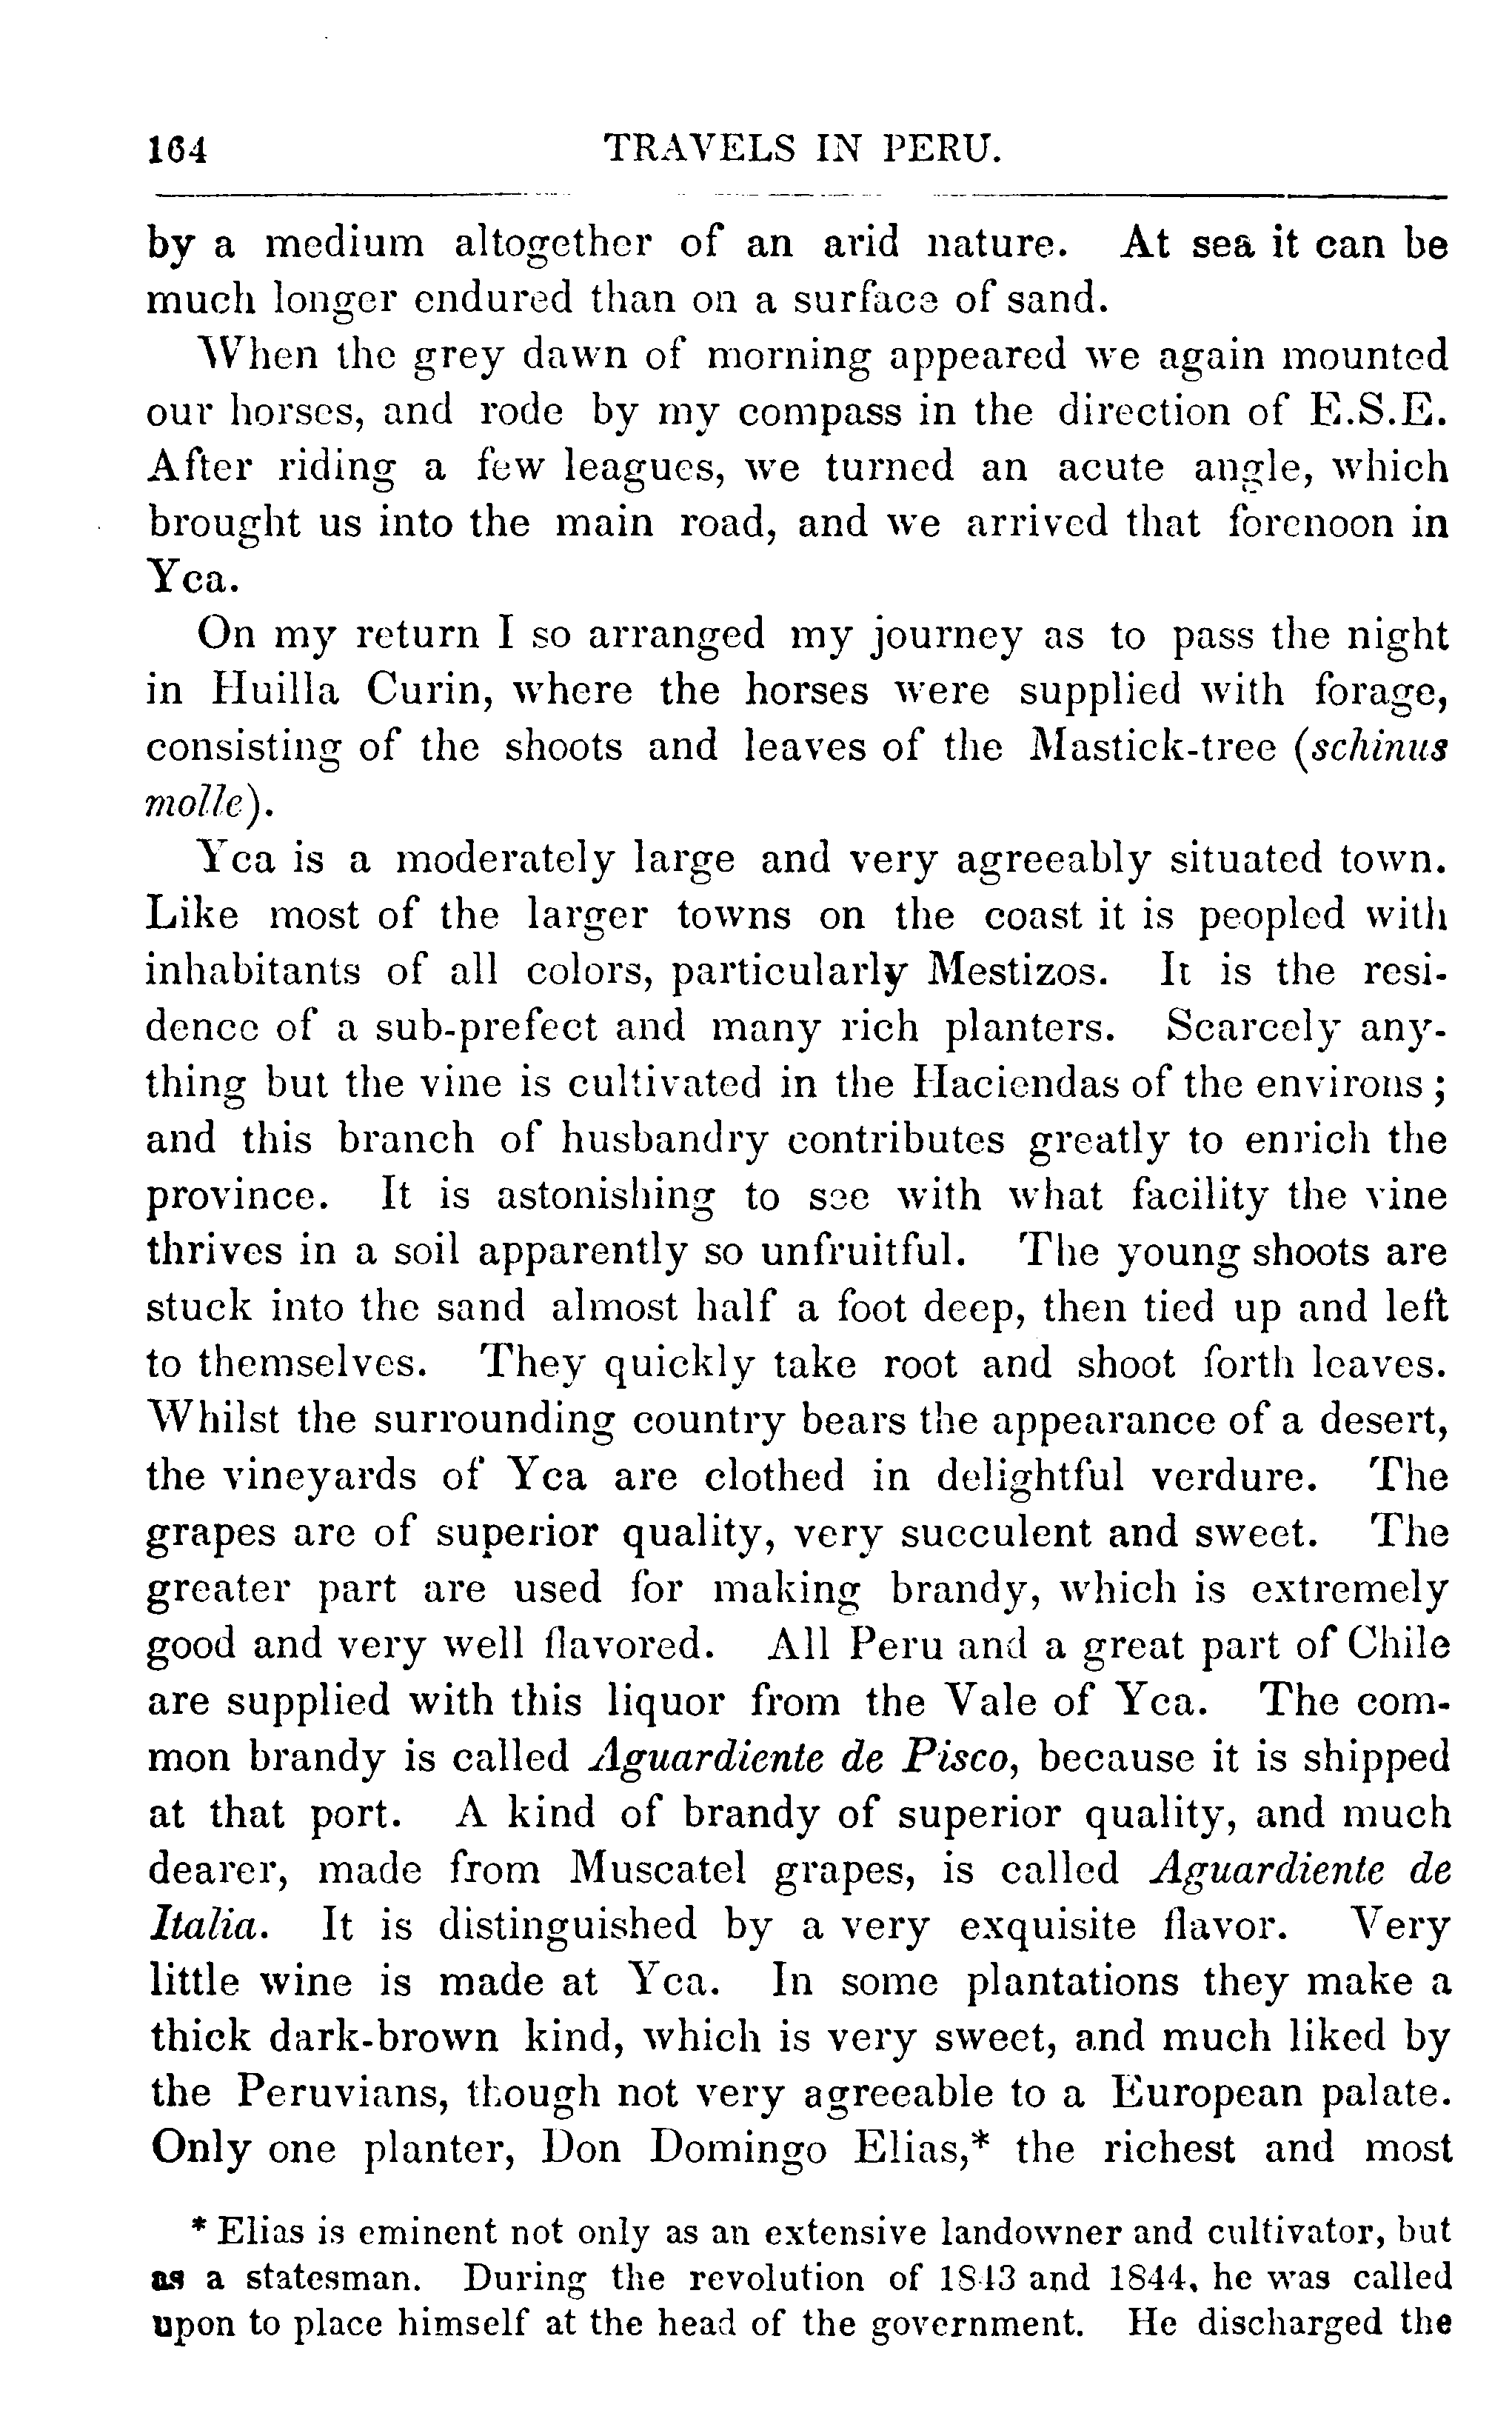 164 TRAVELS IN PERU.
by a medium altogether of an arid nature. At sea it can be
much longer endured than on a surface of sand.
When the grey dawn of morning appeared we again mounted
our horses, and rode by my compass in the direction of E.S.E.
After riding a few leagues, we turned an acute angle, which
brought us into the main road, and we arrived that forenoon in
Yca.
On my return I so arranged my journey as to pass the night
in Huilla Curin, where the horses were supplied with forage,
consisting of the shoots and leaves of the Mastick-tree (schinus
molle).
Yca is a moderately large and very agreeably situated town.
Like most of the larger towns on the coast it is peopled with
inhabitants of all colors, particularly Mestizos. It is the resi-
dence of a sub-prefect and many rich planters. Scarcely any-
thing but the vine is cultivated in the Haciendas of the environs;
and this branch of husbandry contributes greatly to enrich the
province. It is astonishing to see with what facility the vine
thrives in a soil apparently so unfruitful. The young shoots are
stuck into the sand almost half a foot deep, then tied up and left
to themselves. They quickly take root and shoot forth leaves.
Whilst the surrounding country bears the appearance of a desert,
the vineyards of Yca are clothed in delightful verdure. The
grapes are of superior quality, very succulent and sweet. The
greater part are used for making brandy, which is extremely
good and very well flavored. All Peru and a great part of Chile
are supplied with this liquor from the Vale of Yca. The com-
mon brandy is called Aguardiente de Pisco, because it is shipped
at that port. A kind of brandy of superior quality, and much
dearer, made from Muscatel grapes, is called Aguardiente de
Italia. It is distinguished by a very exquisite flavor. Very
little wine is made at Yca. In some plantations they make a
thick dark-brown kind, which is very sweet, and much liked by
the Peruvians, though not very agreeable to a European palate.
Only one planter, Don Domingo Elias,* the richest and most
* Elias is eminent not only as an extensive landowner and cultivator, but
as a statesman. During the revolution of 1843 and 1844, he was called
upon to place himself at the head of the government. He discharged the